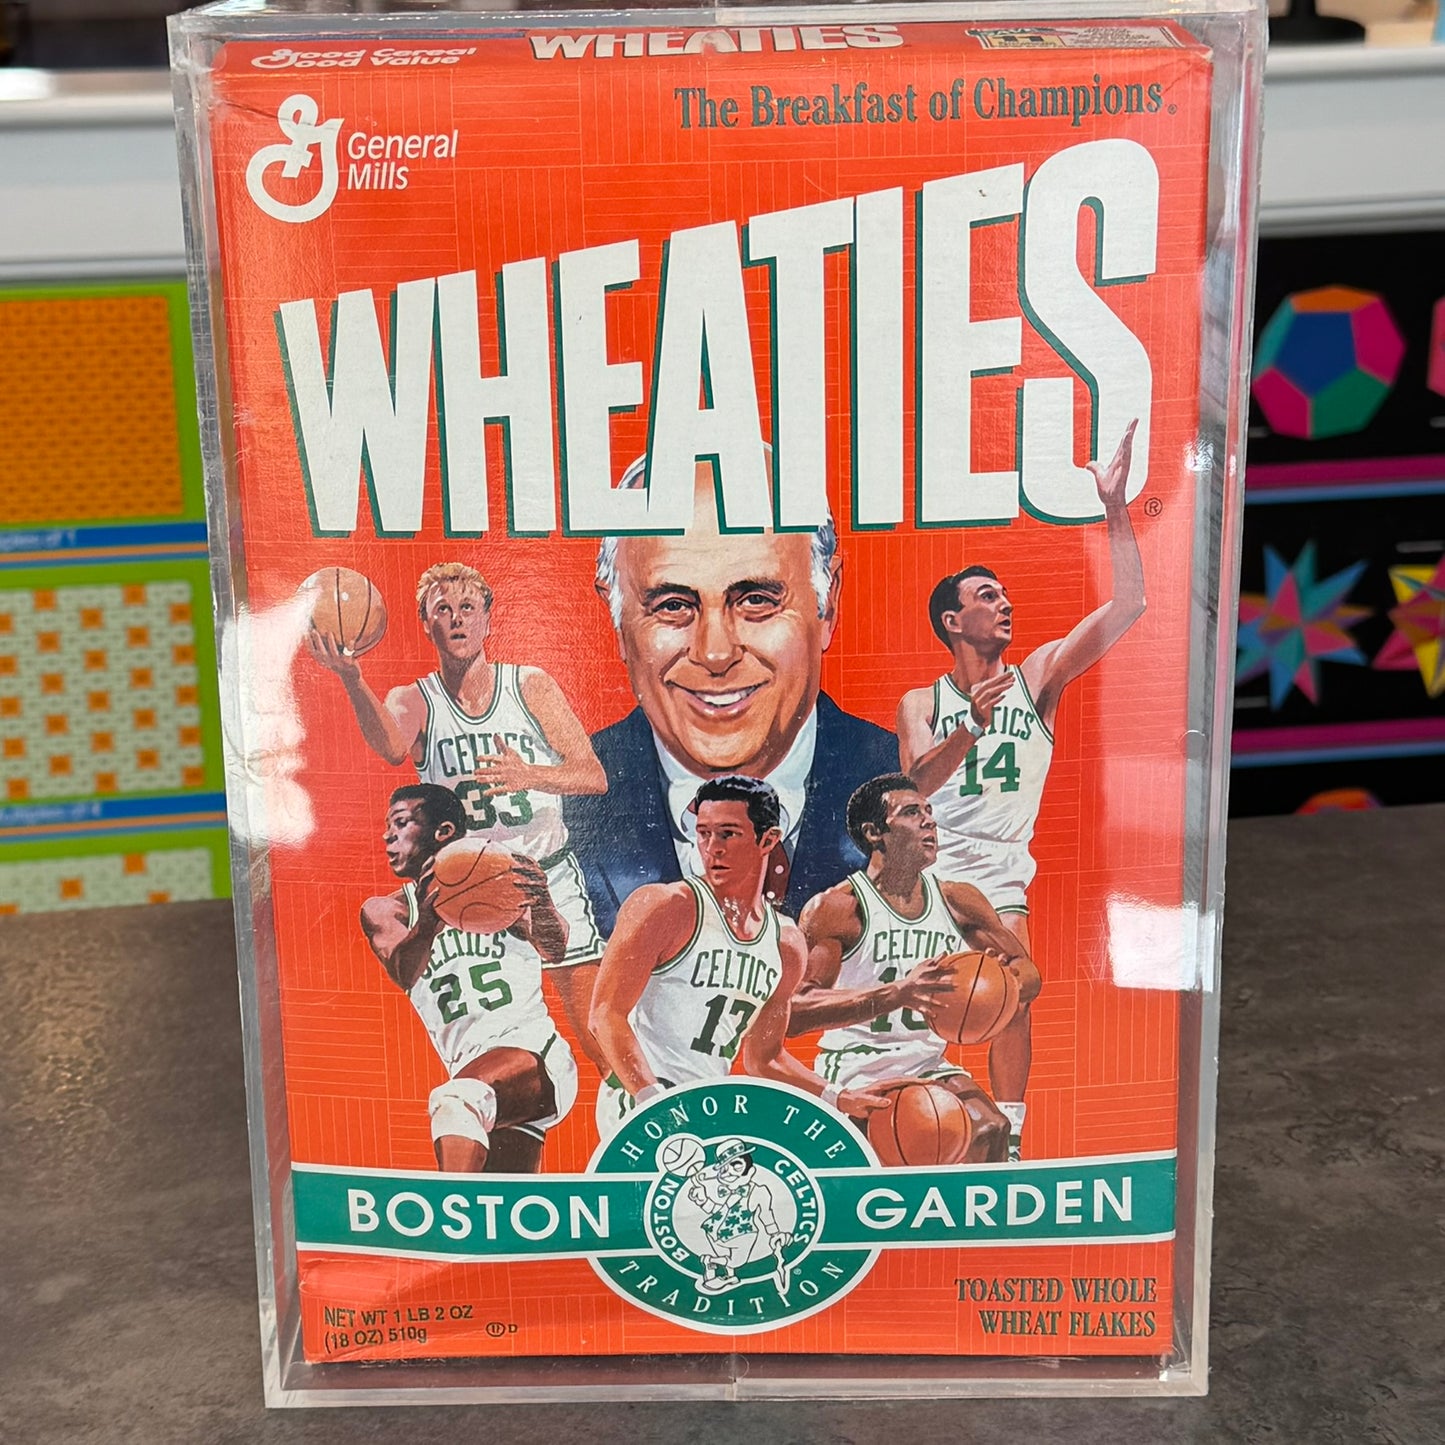 Good Cereal
Good Value
WHEATIES
General
Mills
The Breakfast of Champions®
WHEATIES®
CELTICS
33
CELTICS
14
CELTICS
25
CELTICS
17
CELTICS
HONOR THE
BOSTON CELTICS
BOSTON GARDEN
TRADITION
NET WT 1 LB 2 OZ
(18 OZ) 510g
U D
TOASTED WHOLE
WHEAT FLAKES